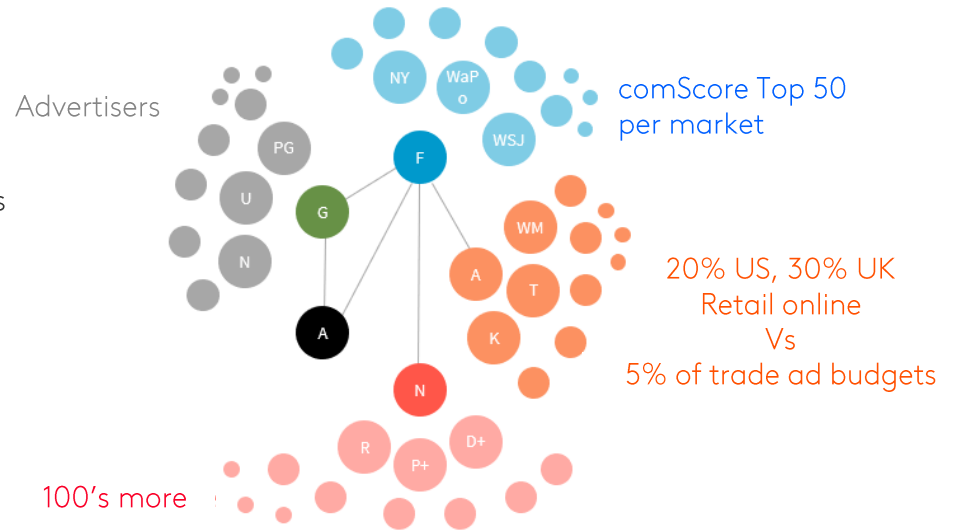 NY
WaP
o
WSJ
comScore Top 50
per market
Advertisers
PG
F
s
U
G
N
WM
A
T
20% US, 30% UK
Retail online
Vs
5% of trade ad budgets
A
K
N
R
P+
D+
100's more